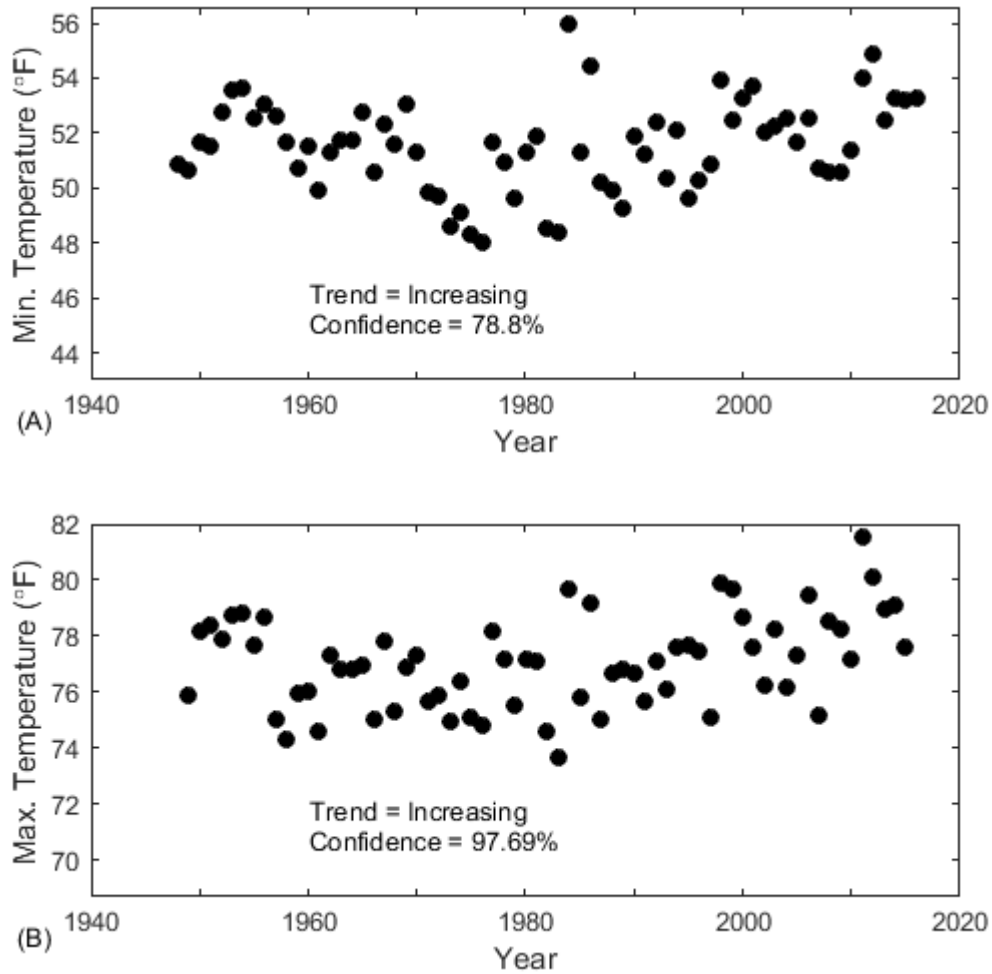 56
54
52
50
48
46
44
Min. Temperature (°F)
Trend = Increasing
Confidence = 78.8%
1940 1960 1980 2000 2020
(A)
Year
82
80
78
76
74
72
70
Max. Temperature (°F)
Trend = Increasing
Confidence = 97.69%
1940 1960 1980 2000 2020
(B)
Year